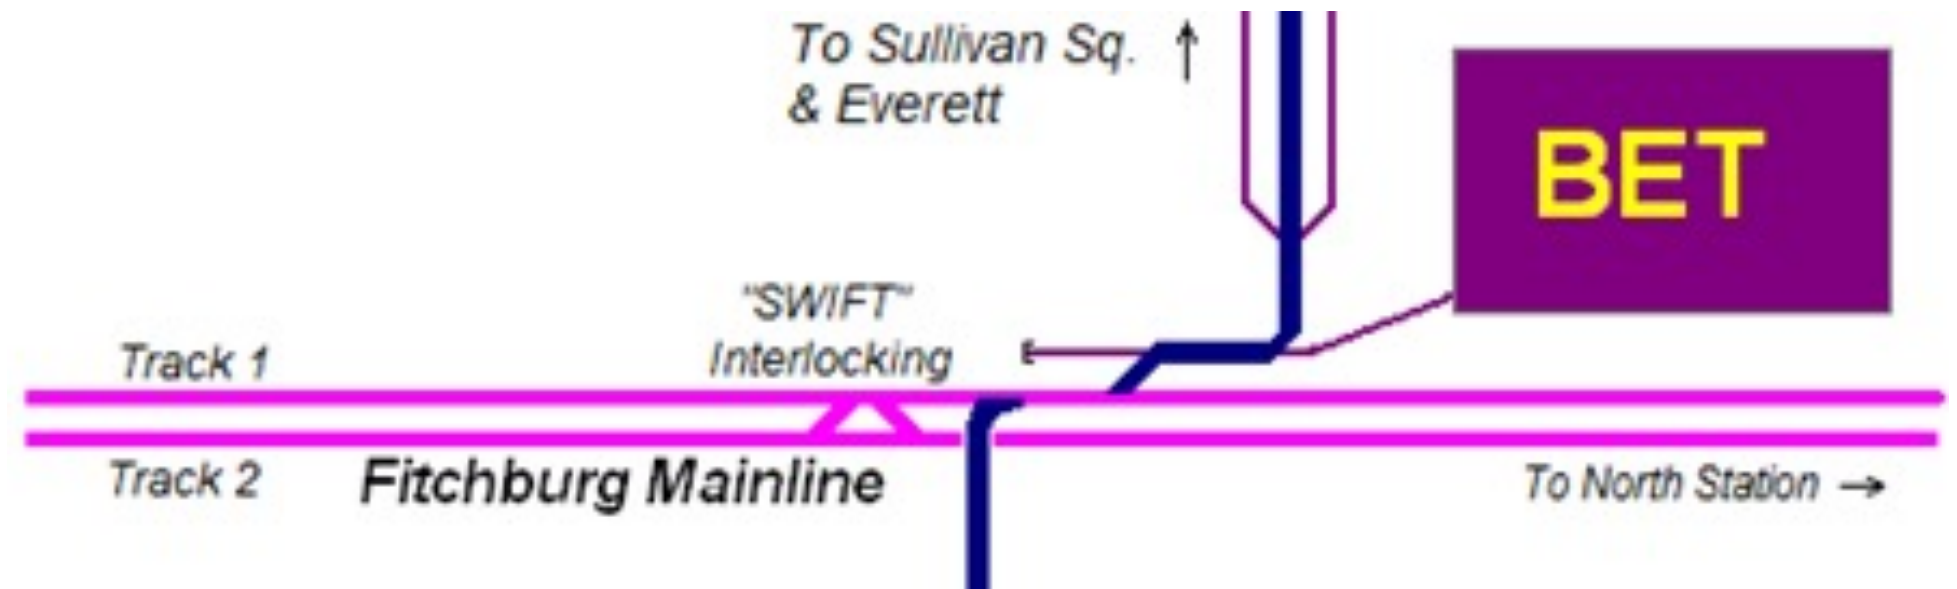 To Sullivan Sq. ↑
& Everett
BET
"SWIFT"
Interlocking
Track 1
Track 2
Fitchburg Mainline
To North Station →